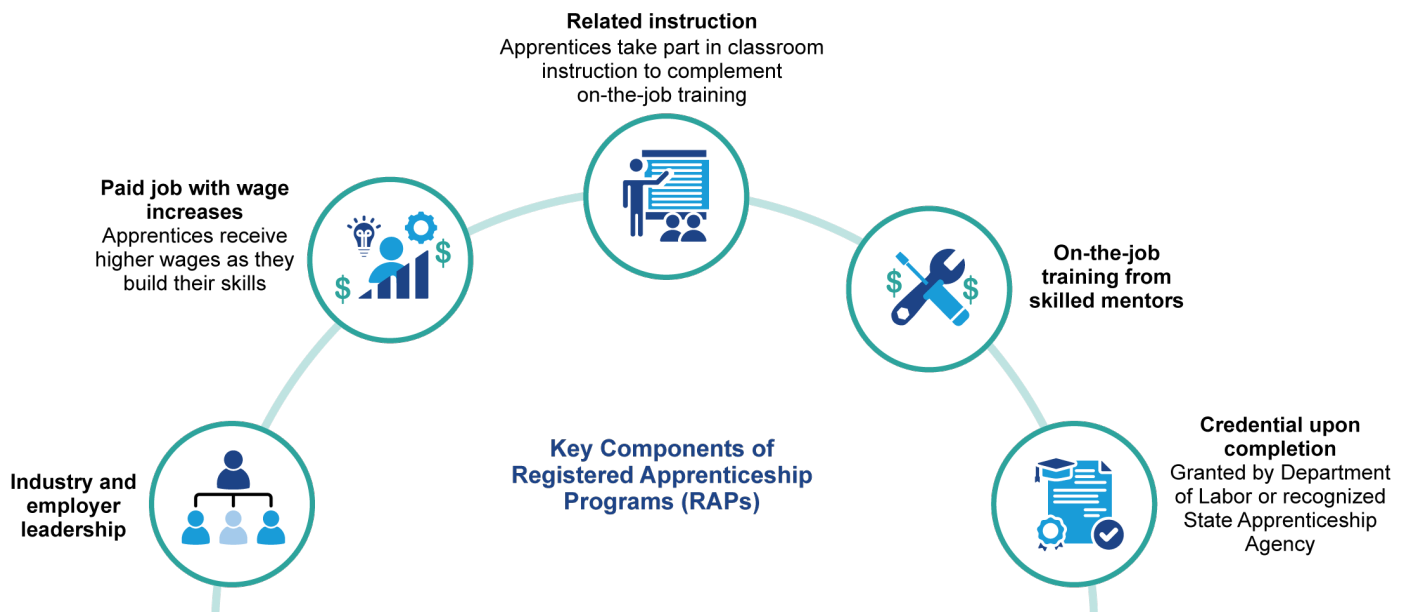 Related instruction
Apprentices take part in classroom
instruction to complement
on-the-job training
Paid job with wage
increases
Apprentices receive
higher wages as they
build their skills
$
$
On-the-job
training from
skilled mentors
$
$
Industry and
employer
leadership
Key Components of
Registered Apprenticeship
Programs (RAPs)
Credential upon
completion
Granted by Department
of Labor or recognized
State Apprenticeship
Agency